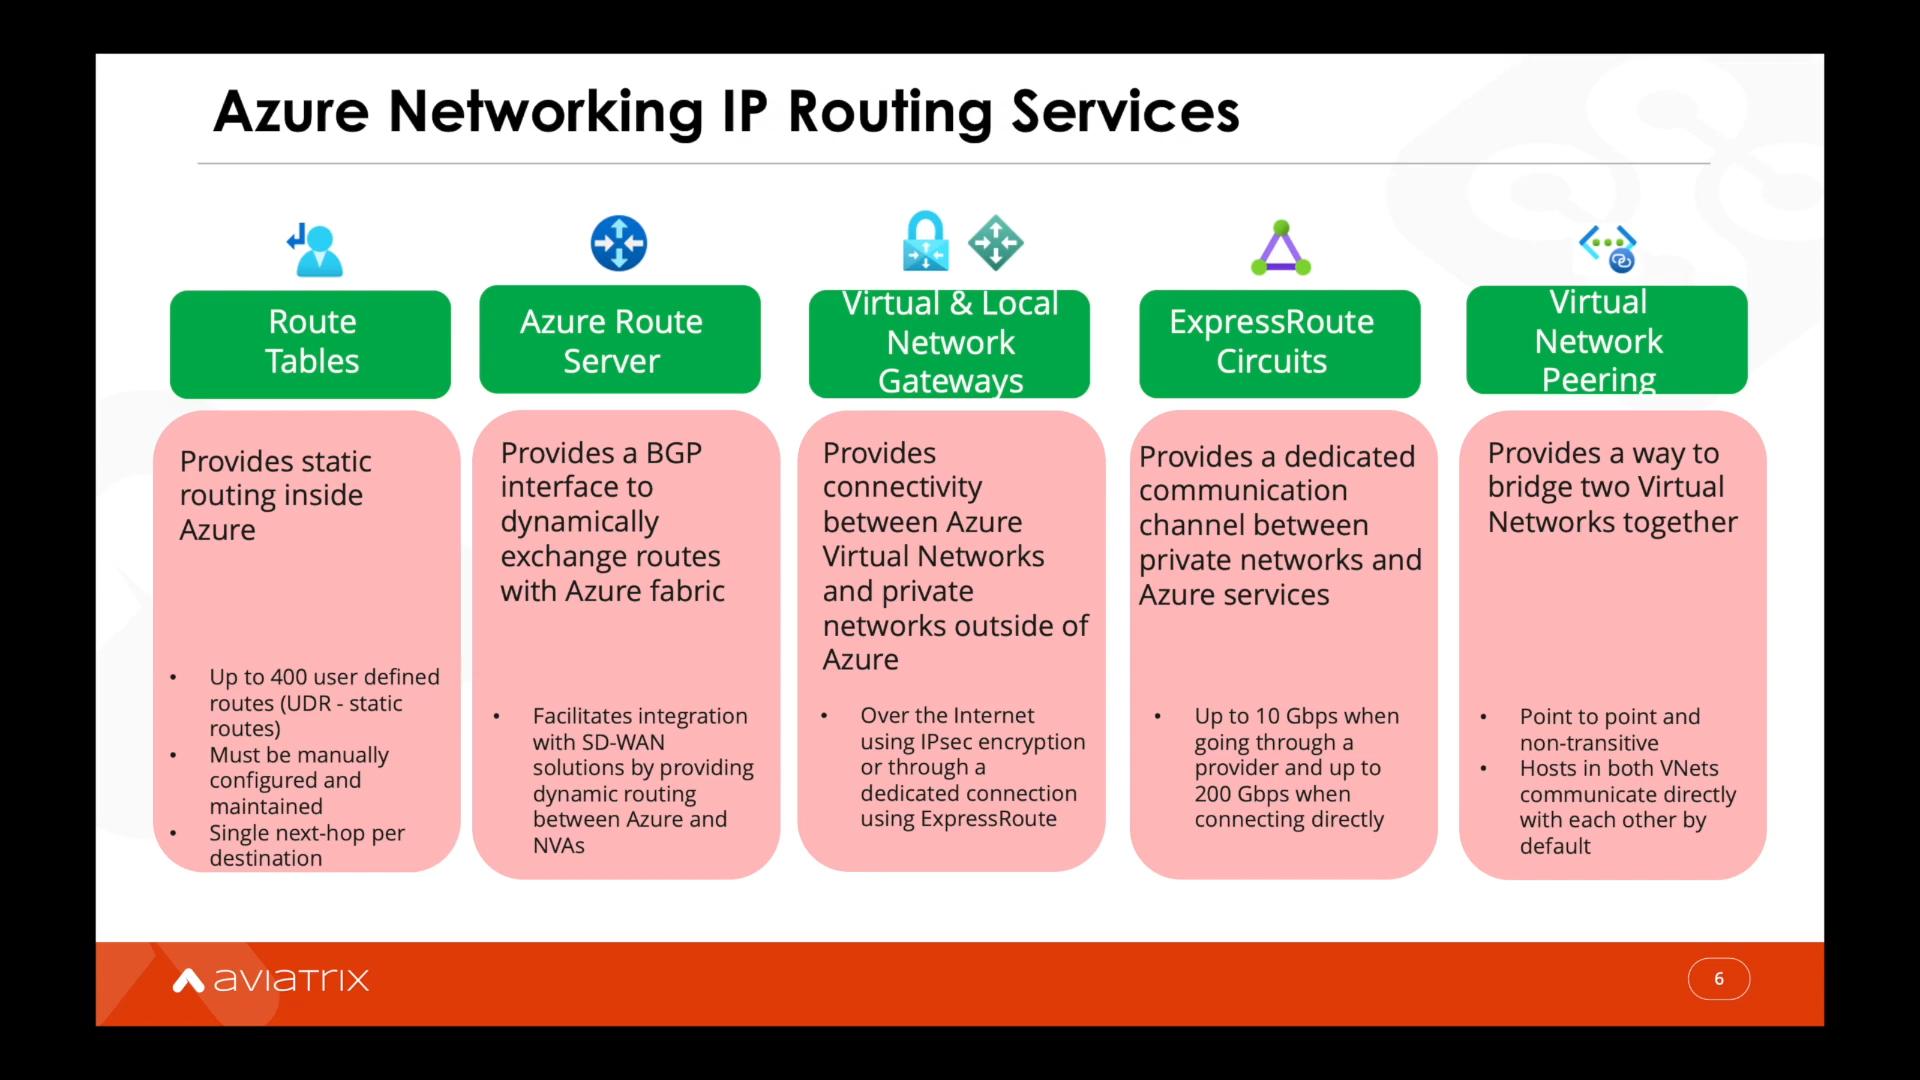 Azure Networking IP Routing Services
Route
Tables
Provides static
routing inside
Azure
• Up to 400 user defined
routes (UDR - static
routes)
• Must be manually
configured and
maintained
• Single next-hop per
destination
Azure Route
Server
Provides a BGP
interface to
dynamically
exchange routes
with Azure fabric
• Facilitates integration
with SD-WAN
solutions by providing
dynamic routing
between Azure and
NVAs
Virtual & Local
Network
Gateways
Provides
connectivity
between Azure
Virtual Networks
and private
networks outside of
Azure
• Over the Internet
using IPsec encryption
or through a
dedicated connection
using ExpressRoute
ExpressRoute
Circuits
Provides a dedicated
communication
channel between
private networks and
Azure services
• Up to 10 Gbps when
going through a
provider and up to
200 Gbps when
connecting directly
Virtual
Network
Peering
Provides a way to
bridge two Virtual
Networks together
• Point to point and
non-transitive
• Hosts in both VNets
communicate directly
with each other by
default
aviatrix
6